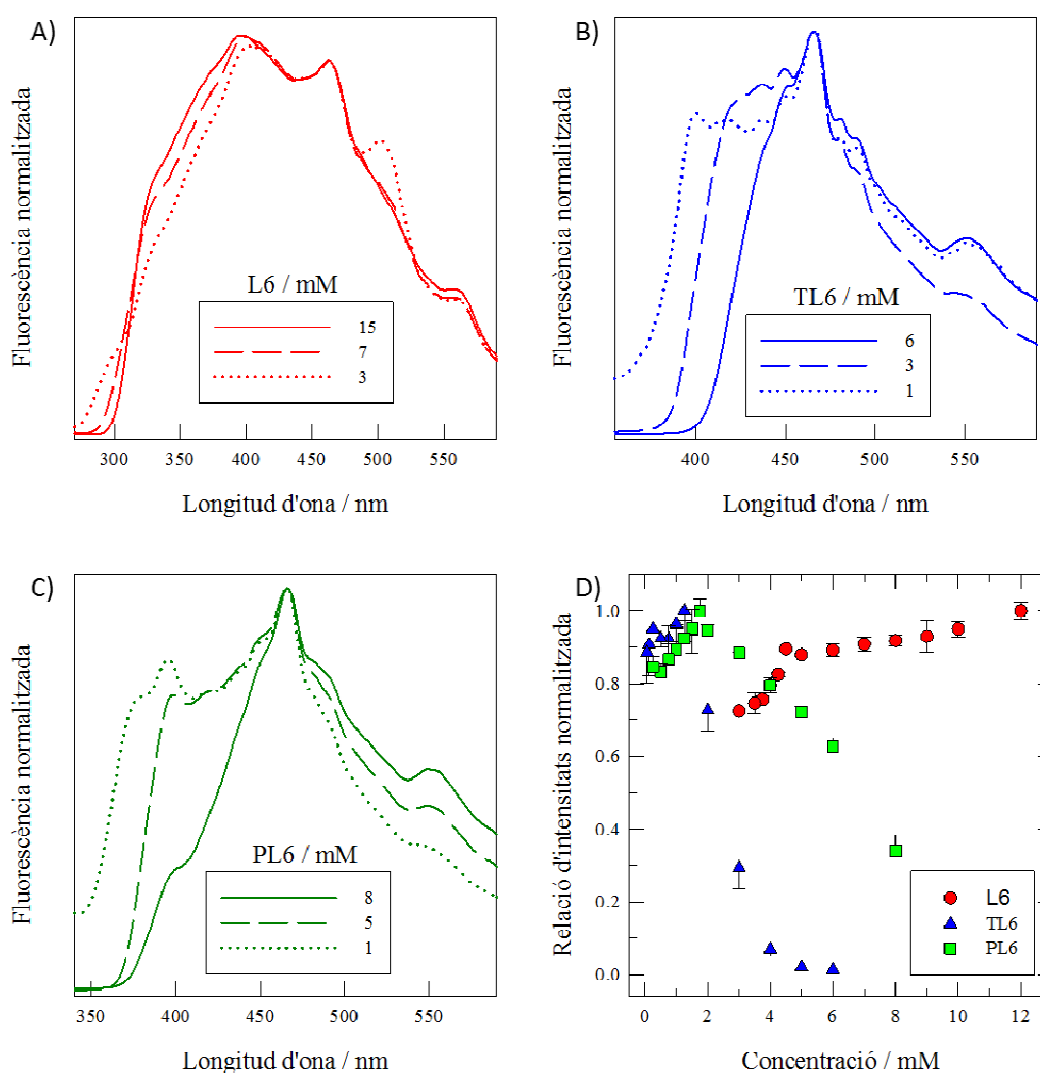 A)
Fluorescència normalitzada
L6 / mM
15
7
3
300 350 400 450 500 550
Longitud d'ona / nm
B)
Fluorescència normalitzada
TL6 / mM
6
3
1
400 450 500 550
Longitud d'ona / nm
C)
Fluorescència normalitzada
PL6 / mM
8
5
1
350 400 450 500 550
Longitud d'ona / nm
D)
Relació d'intensitats normalitzada
1.0
0.8
0.6
0.4
0.2
0.0
L6
TL6
PL6
0 2 4 6 8 10 12
Concentració / mM